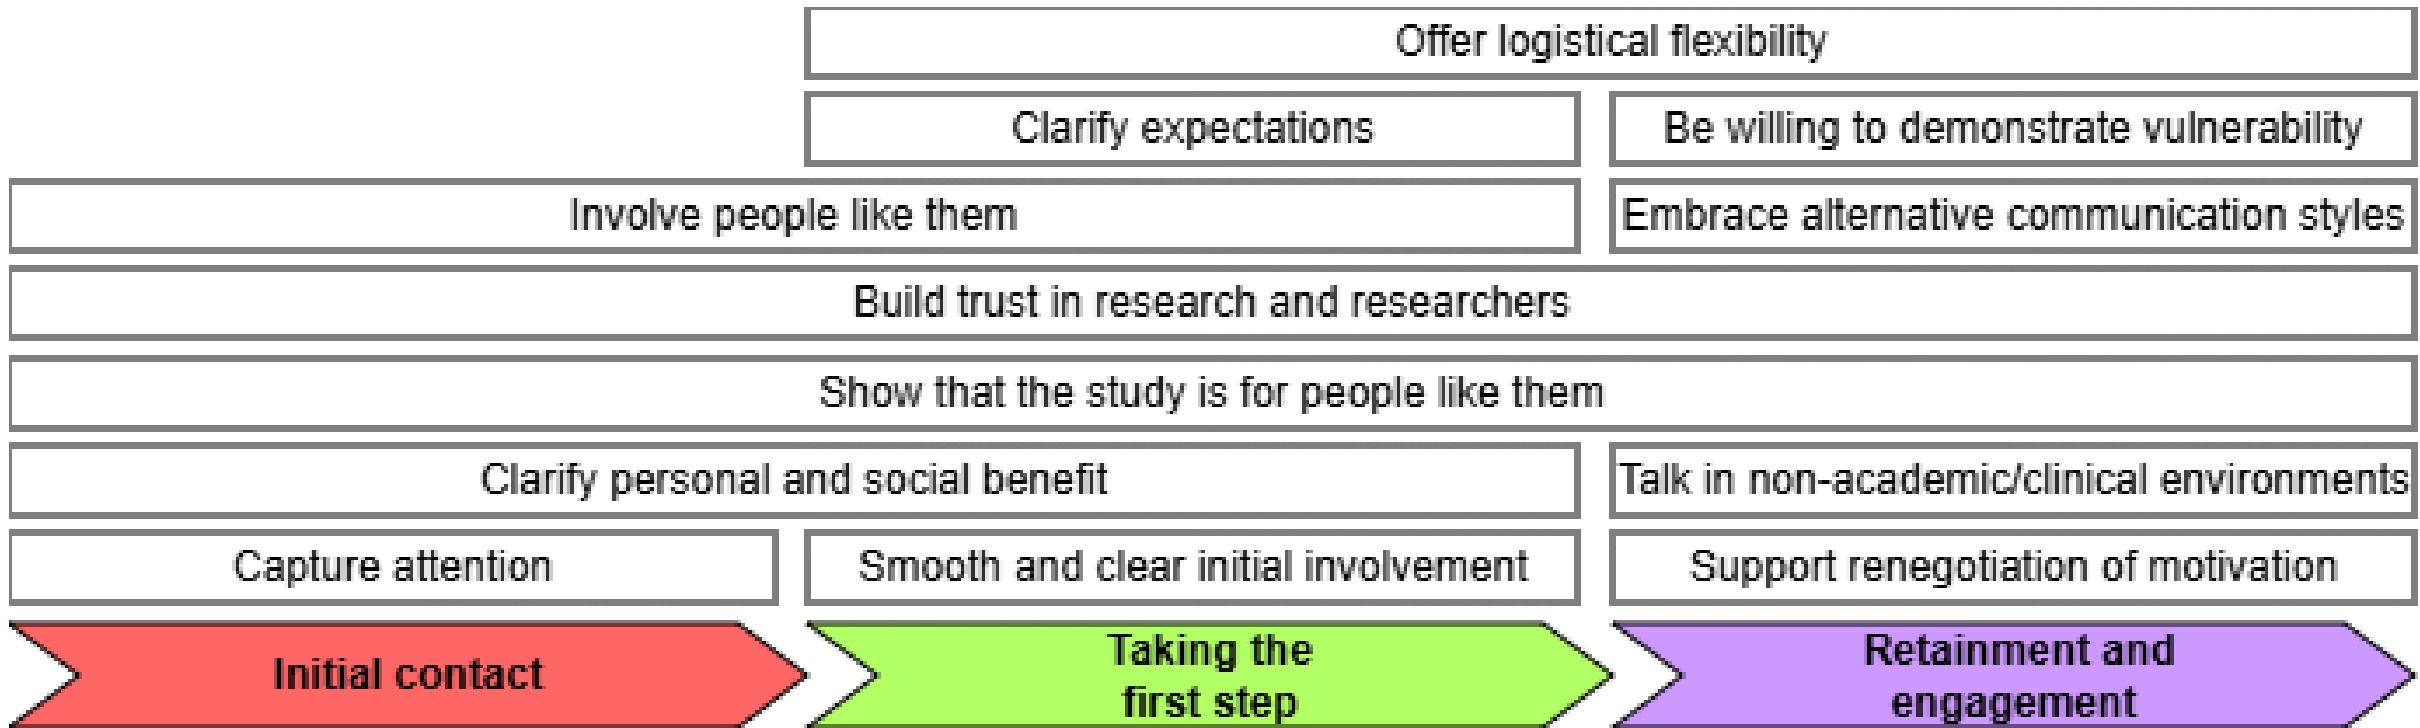 Offer logistical flexibility
Clarify expectations
Be willing to demonstrate vulnerability
Involve people like them
Embrace alternative communication styles
Build trust in research and researchers
Show that the study is for people like them
Clarify personal and social benefit
Talk in non-academic/clinical environments
Capture attention
Smooth and clear initial involvement
Support renegotiation of motivation
Initial contact
Taking the
first step
Retainment and
engagement